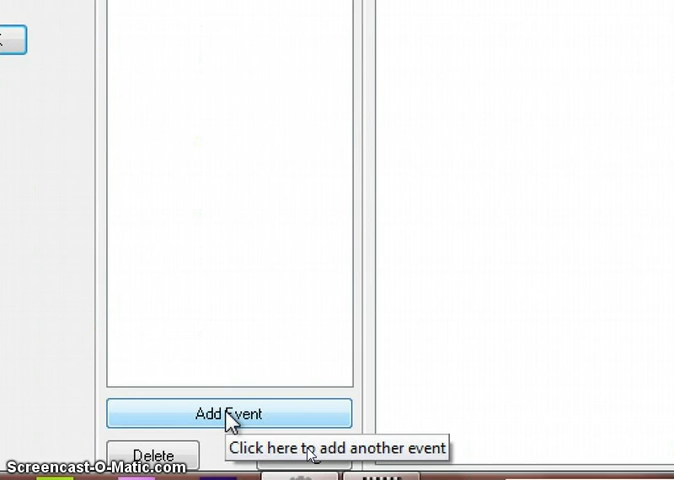 Add Event
Click here to add another event
Delete
Screencast-O-Matic.com